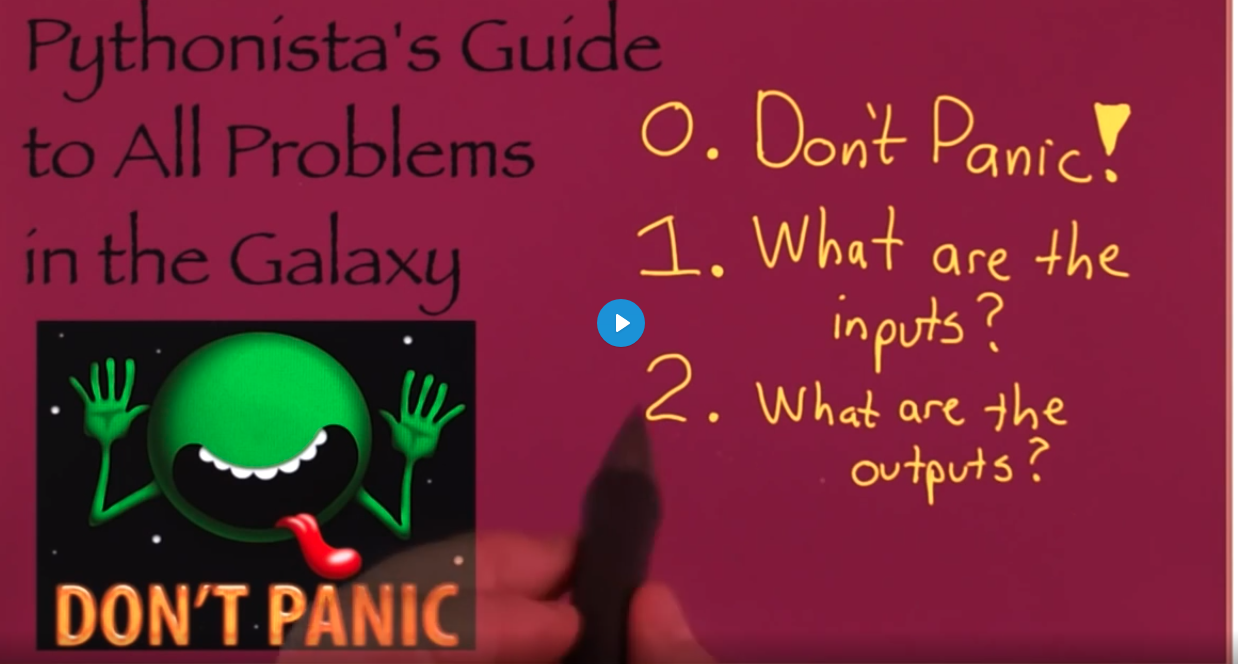 Pythonista's Guide
to All Problems
in the Galaxy
DON'T PANIC
0. Don't Panic!
1. What are the
inputs?
2. What are the
outputs?